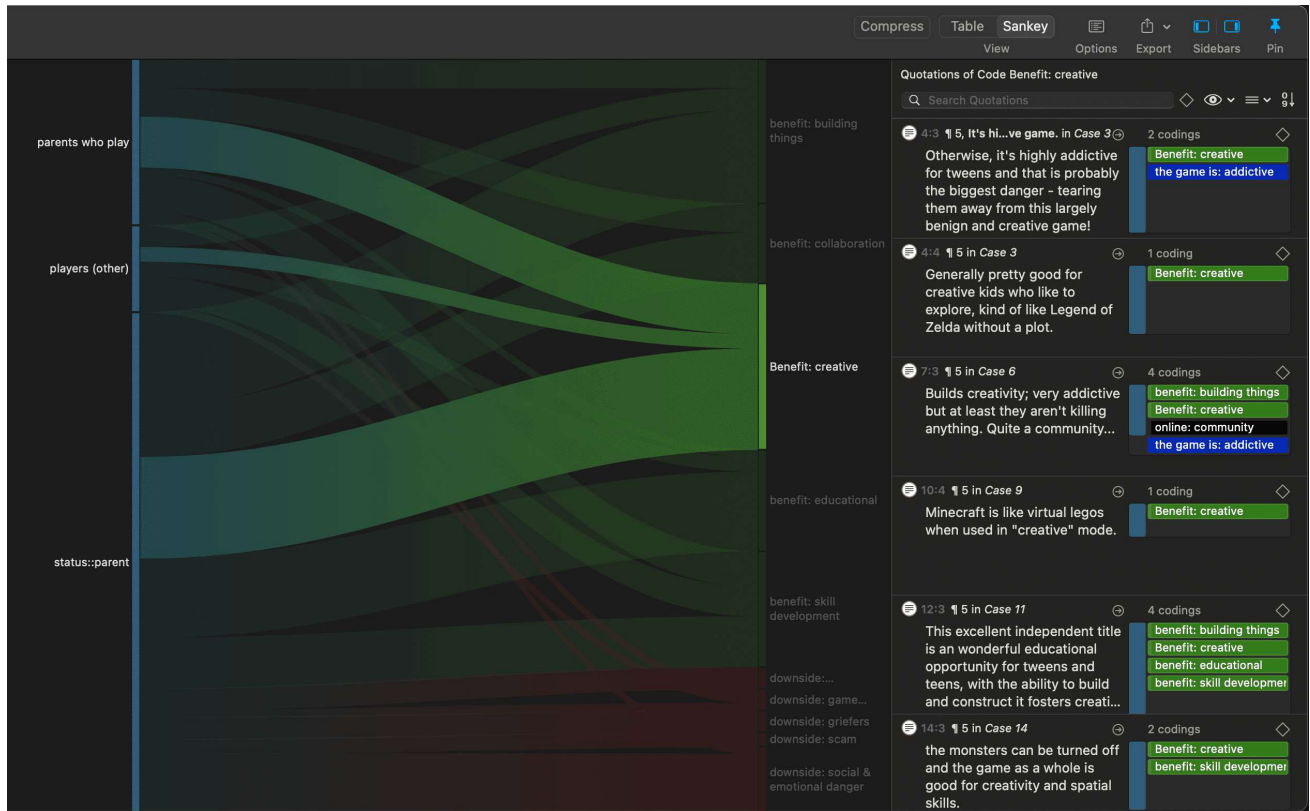 Compress
Table
Sankey
View
Options
Export
Sidebars
Pin
parents who play
players (other)
status::parent
benefit: building
things
benefit: collaboration
Benefit: creative
benefit: educational
benefit: skill
development
downside:...
downside: game...
downside: griefers
downside: scam
downside: social &
emotional danger
Quotations of Code Benefit: creative
Search Quotations
4:3 ¶ 5, It's hi...ve game. in Case 3
2 codings
Otherwise, it's highly addictive
for tweens and that is probably
the biggest danger - tearing
them away from this largely
benign and creative game!
Benefit: creative
the game is: addictive
4:4 ¶ 5 in Case 3
1 coding
Generally pretty good for
creative kids who like to
explore, kind of like Legend of
Zelda without a plot.
Benefit: creative
7:3 ¶ 5 in Case 6
4 codings
Builds creativity; very addictive
but at least they aren't killing
anything. Quite a community...
benefit: building things
Benefit: creative
online: community
the game is: addictive
10:4 ¶ 5 in Case 9
1 coding
Minecraft is like virtual legos
when used in "creative" mode.
Benefit: creative
12:3 ¶ 5 in Case 11
4 codings
This excellent independent title
is an wonderful educational
opportunity for tweens and
teens, with the ability to build
and construct it fosters creati...
benefit: building things
Benefit: creative
benefit: educational
benefit: skill developmer
14:3 ¶ 5 in Case 14
2 codings
the monsters can be turned off
and the game as a whole is
good for creativity and spatial
skills.
Benefit: creative
benefit: skill developmer